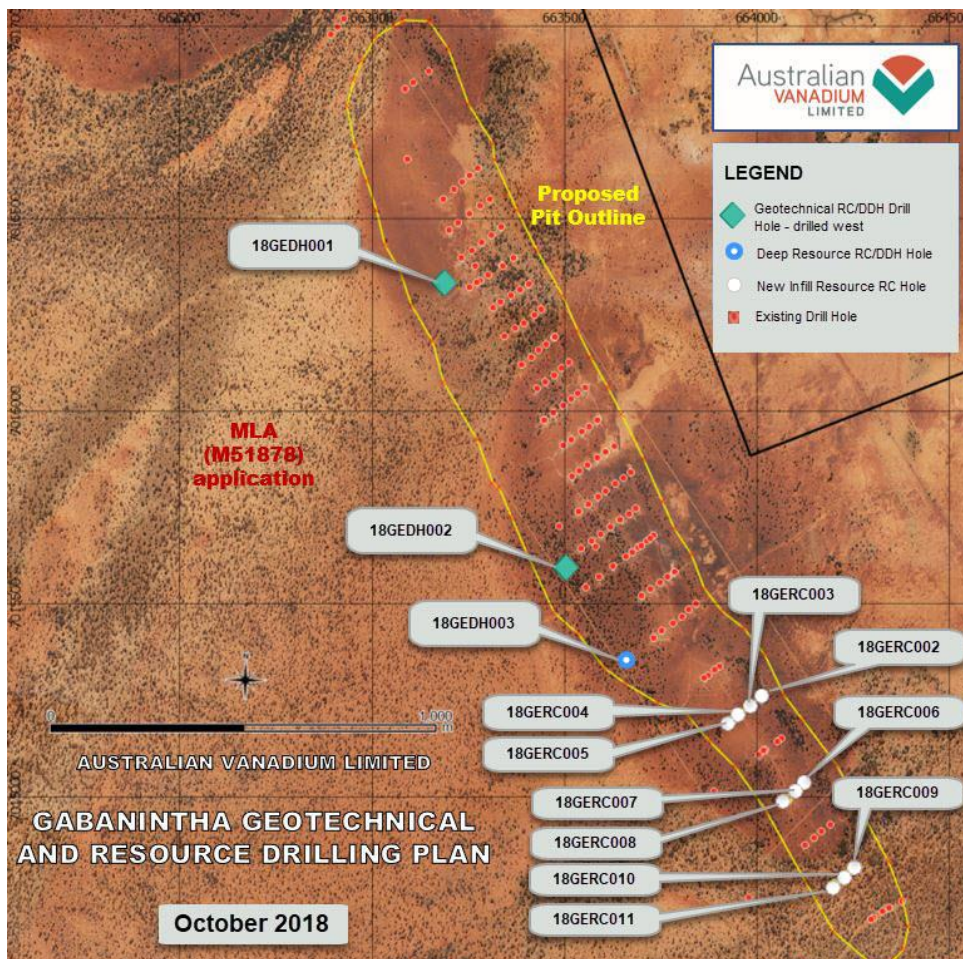 662500
663000
663500
664000
Australian
VANADIUM
LIMITED
LEGEND
Geotechnical RC/DDH Drill
Hole - drilled west
Deep Resource RC/DDH Hole
New Infill Resource RC Hole
Existing Drill Hole
Proposed
Pit Outline
18GEDH001
MLA
(M51878)
application
18GEDH002
18GERC003
18GEDH003
18GERC002
18GERC004
18GERC006
18GERC005
0
1,000
m
AUSTRALIAN VANADIUM LIMITED
18GERC007
18GERC009
18GERC008
GABANINTHA GEOTECHNICAL
AND RESOURCE DRILLING PLAN
18GERC010
18GERC011
October 2018